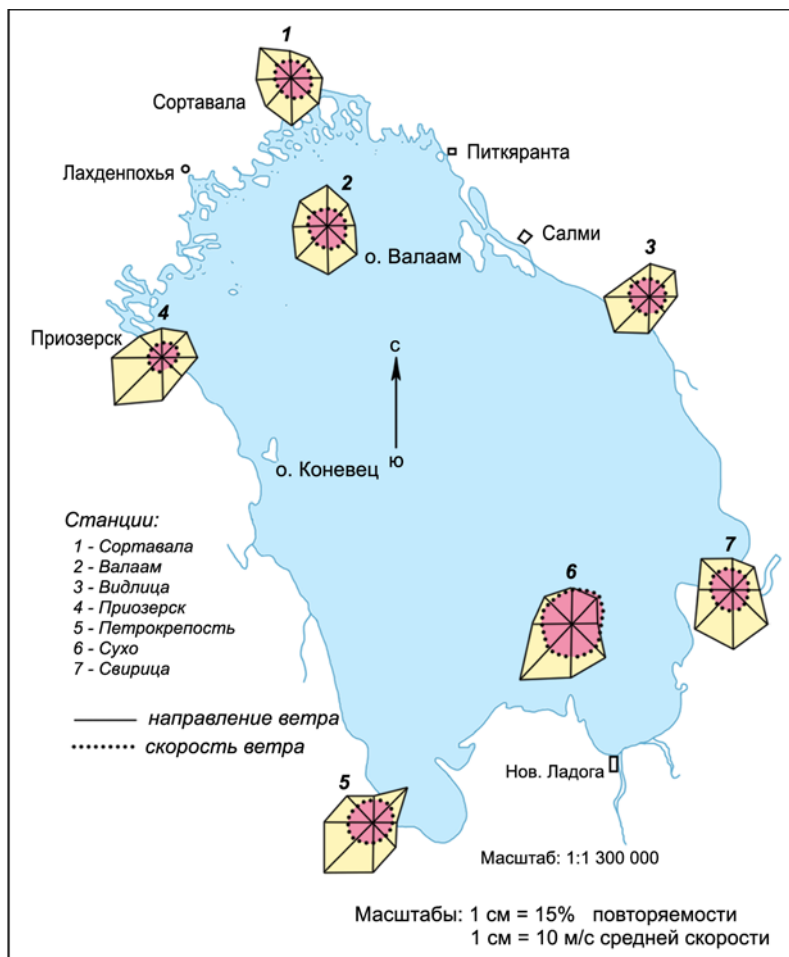 1
Сортавала
Питкяранта
Лахденпохья
2
Салми
о. Валаам
3
4
Приозерск
с
ю
о. Коневец
Станции:
1 - Сортавала
2 - Валаам
3 - Видлица
4 - Приозерск
5 - Петрокрепость
6 - Сухо
7 - Свирица
7
6
направление ветра
скорость ветра
Нов. Ладога
5
Масштаб: 1:1 300 000
Масштабы: 1 см = 15% повторяемости
1 см = 10 м/с средней скорости